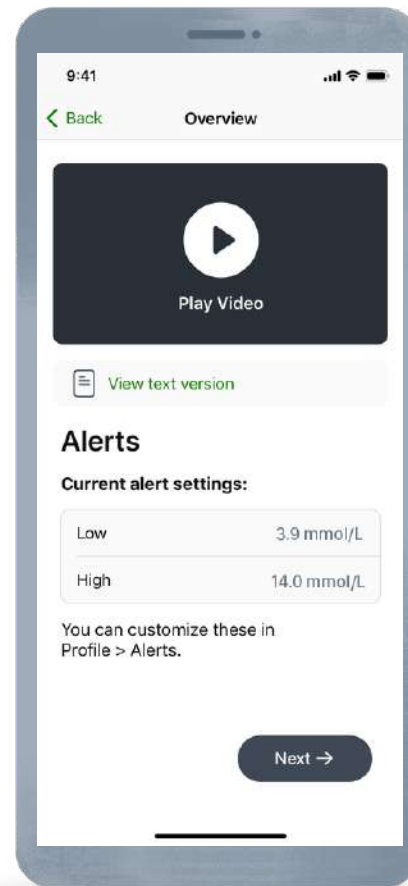 9:41
Back Overview
Play Video
View text version
Alerts
Current alert settings:
Low 3.9 mmol/L
High 14.0 mmol/L
You can customize these in
Profile > Alerts.
Next →